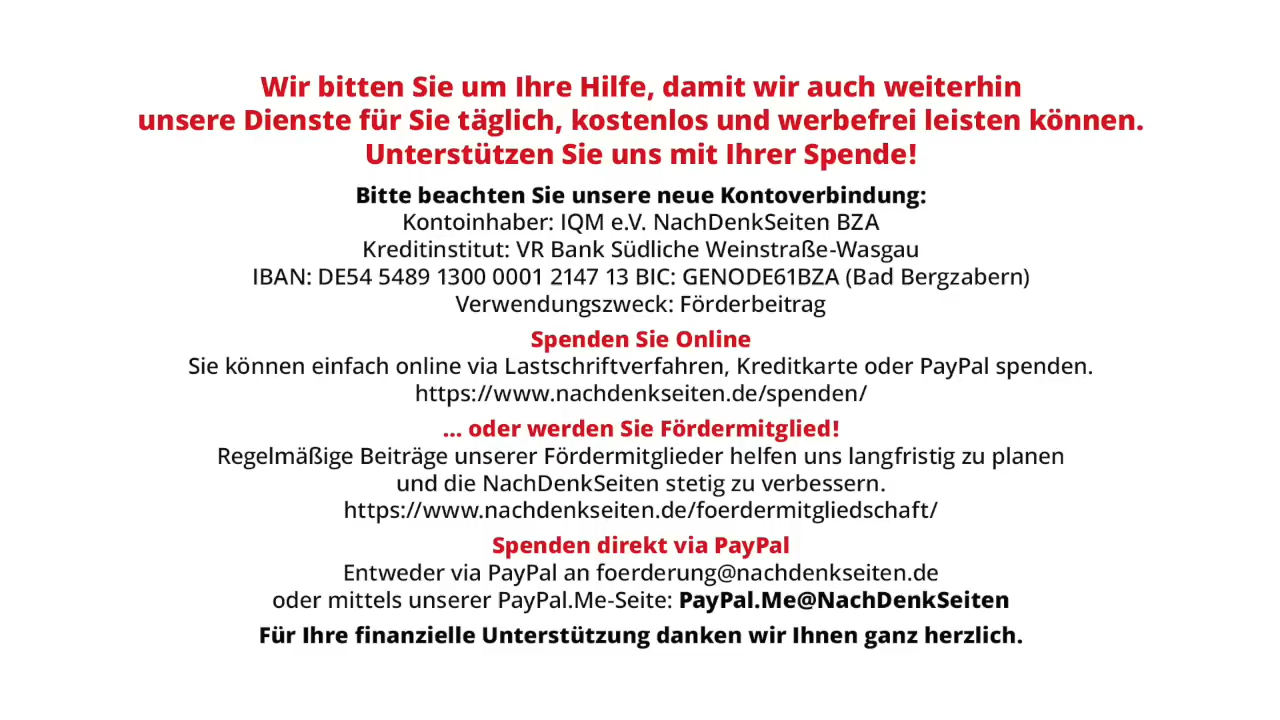 Wir bitten Sie um Ihre Hilfe, damit wir auch weiterhin
unsere Dienste für Sie täglich, kostenlos und werbefrei leisten können.
Unterstützen Sie uns mit Ihrer Spende!
Bitte beachten Sie unsere neue Kontoverbindung:
Kontoinhaber: IQM e.V. NachDenkSeiten BZA
Kreditinstitut: VR Bank Südliche Weinstraße-Wasgau
IBAN: DE54 5489 1300 0001 2147 13 BIC: GENODE61BZA (Bad Bergzabern)
Verwendungszweck: Förderbeitrag
Spenden Sie Online
Sie können einfach online via Lastschriftverfahren, Kreditkarte oder PayPal spenden.
https://www.nachdenkseiten.de/spenden/
... oder werden Sie Fördermitglied!
Regelmäßige Beiträge unserer Fördermitglieder helfen uns langfristig zu planen
und die NachDenkSeiten stetig zu verbessern.
https://www.nachdenkseiten.de/foerdermitgliedschaft/
Spenden direkt via PayPal
Entweder via PayPal an foerderung@nachdenkseiten.de
oder mittels unserer PayPal.Me-Seite: PayPal.Me@NachDenkSeiten
Für Ihre finanzielle Unterstützung danken wir Ihnen ganz herzlich.